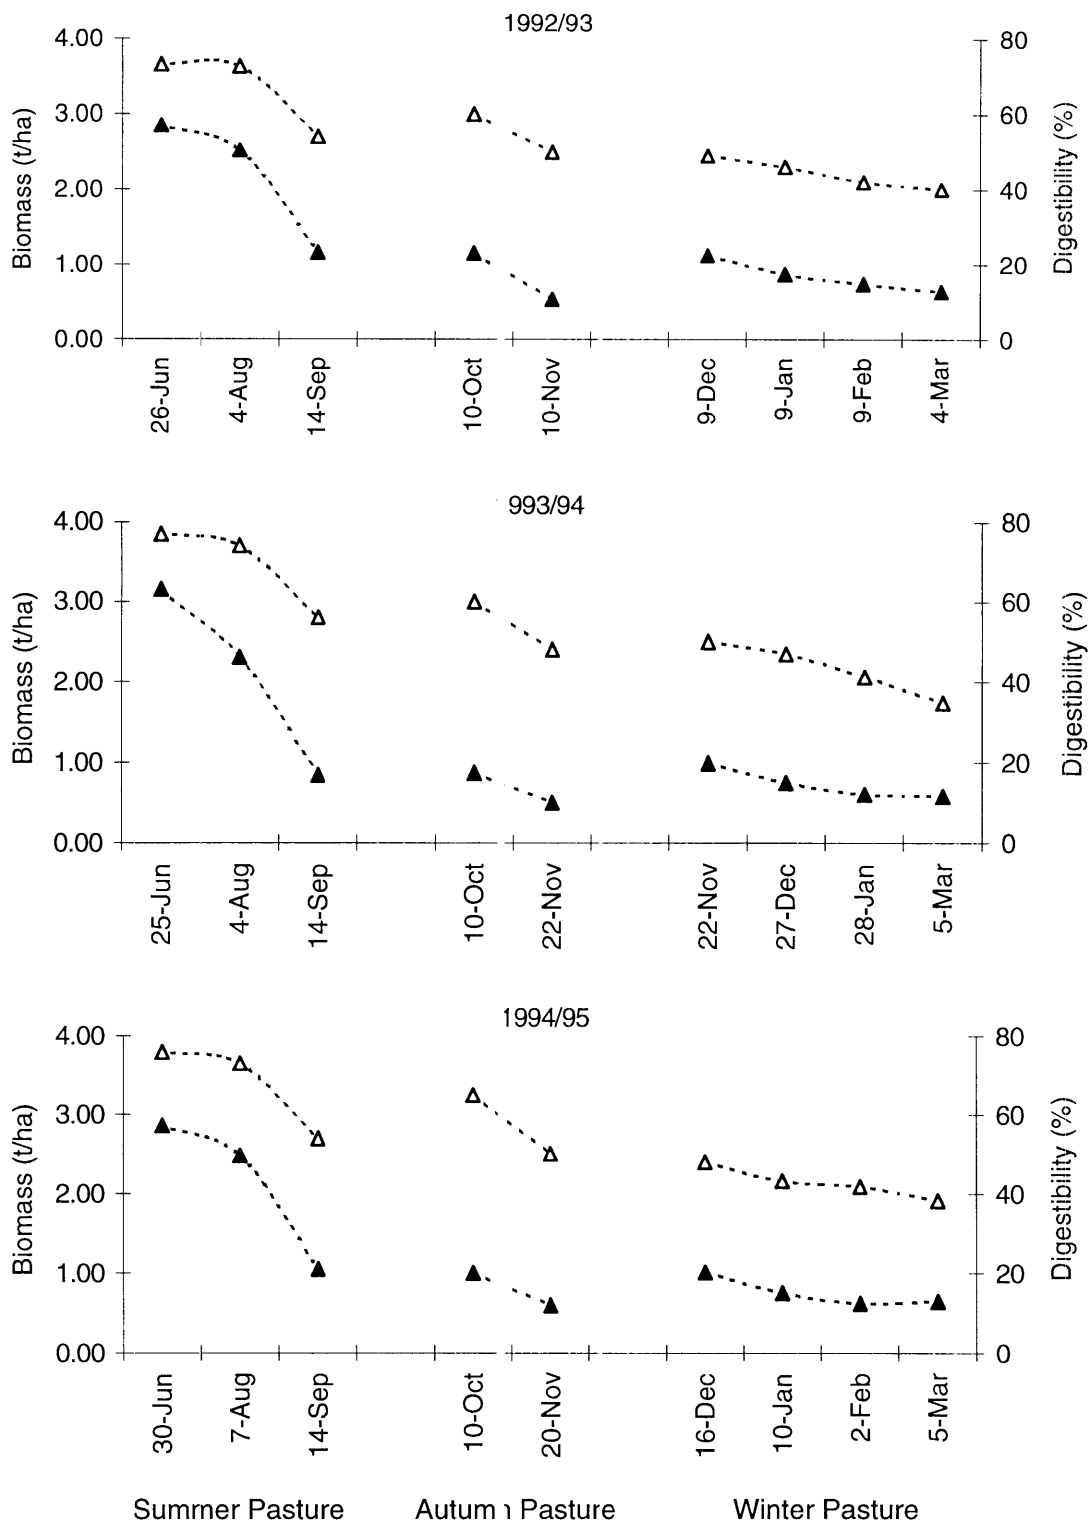 1992/93
4.00
3.00
2.00
1.00
0.00
Biomass (t/ha)
80
60
40
20
0
Digestibility (%)
26-Jun
4-Aug
14-Sep
10-Oct
10-Nov
9-Dec
9-Jan
9-Feb
4-Mar
993/94
4.00
3.00
2.00
1.00
0.00
Biomass (t/ha)
80
60
40
20
0
Digestibility (%)
25-Jun
4-Aug
14-Sep
10-Oct
22-Nov
22-Nov
27-Dec
28-Jan
5-Mar
1994/95
4.00
3.00
2.00
1.00
0.00
Biomass (t/ha)
80
60
40
20
0
Digestibility (%)
30-Jun
7-Aug
14-Sep
10-Oct
20-Nov
16-Dec
10-Jan
2-Feb
5-Mar
Summer Pasture Autumn Pasture Winter Pasture